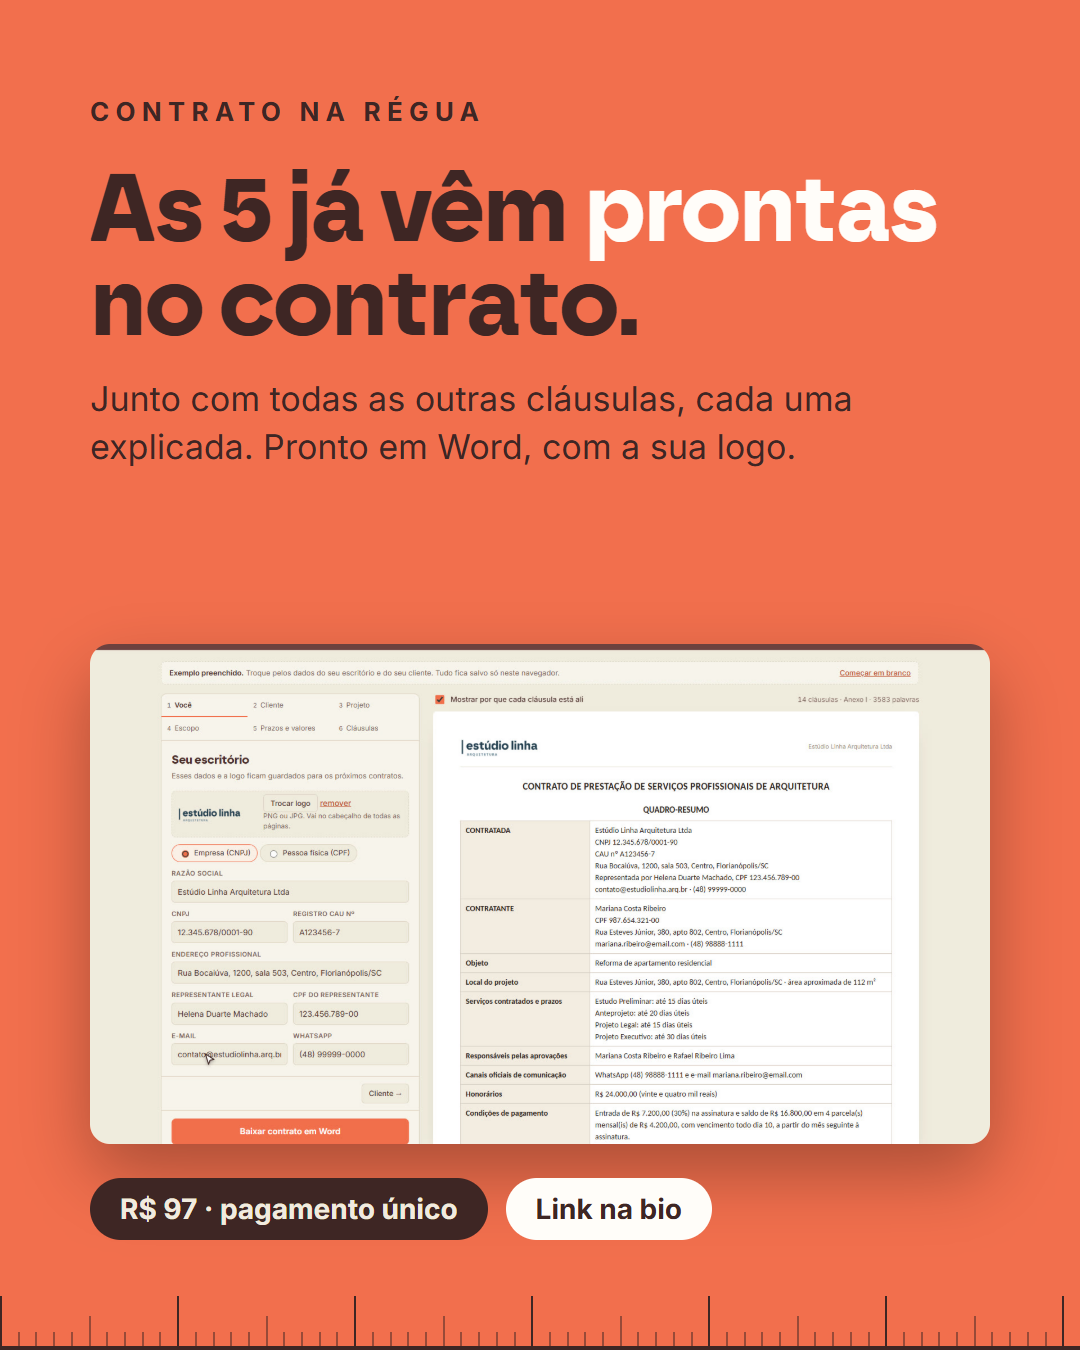 CONTRATO NA RÉGUA
As 5 já vêm prontas
no contrato.
Junto com todas as outras cláusulas, cada uma
explicada. Pronto em Word, com a sua logo.
Exemplo preenchido. Troque pelos dados do seu escritório e do seu cliente. Tudo fica salvo só neste navegador.
Começar em branco
1 Você
2 Cliente
3 Projeto
4 Escopo
5 Prazos e valores
6 Cláusulas
Seu escritório
Esses dados e a logo ficam guardados para os próximos contratos.
estúdio linha
ARQUITETURA
Trocar logo
remover
PNG ou JPG. Vai no cabeçalho de todas as
páginas.
Empresa (CNPJ)
Pessoa física (CPF)
RAZÃO SOCIAL
Estúdio Linha Arquitetura Ltda
CNPJ
REGISTRO CAU Nº
12.345.678/0001-90
A123456-7
ENDEREÇO PROFISSIONAL
Rua Bocaiúva, 1200, sala 503, Centro, Florianópolis/SC
REPRESENTANTE LEGAL
CPF DO REPRESENTANTE
Helena Duarte Machado
123.456.789-00
E-MAIL
WHATSAPP
contato@estudiolinha.arq.br
(48) 99999-0000
Cliente →
Baixar contrato em Word
Mostrar por que cada cláusula está ali
14 cláusulas · Anexo I · 3583 palavras
estúdio linha
ARQUITETURA
Estúdio Linha Arquitetura Ltda
CONTRATO DE PRESTAÇÃO DE SERVIÇOS PROFISSIONAIS DE ARQUITETURA
QUADRO-RESUMO
CONTRATADA
Estúdio Linha Arquitetura Ltda
CNPJ 12.345.678/0001-90
CAU nº A123456-7
Rua Bocaiúva, 1200, sala 503, Centro, Florianópolis/SC
Representada por Helena Duarte Machado, CPF 123.456.789-00
contato@estudiolinha.arq.br · (48) 99999-0000
CONTRATANTE
Mariana Costa Ribeiro
CPF 987.654.321-00
Rua Esteves Júnior, 380, apto 802, Centro, Florianópolis/SC
mariana.ribeiro@email.com · (48) 98888-1111
Objeto
Reforma de apartamento residencial
Local do projeto
Rua Esteves Júnior, 380, apto 802, Centro, Florianópolis/SC · área aproximada de 112 m²
Serviços contratados e prazos
Estudo Preliminar: até 15 dias úteis
Anteprojeto: até 20 dias úteis
Projeto Legal: até 15 dias úteis
Projeto Executivo: até 30 dias úteis
Responsáveis pelas aprovações
Mariana Costa Ribeiro e Rafael Ribeiro Lima
Canais oficiais de comunicação
WhatsApp (48) 98888-1111 e e-mail mariana.ribeiro@email.com
Honorários
R$ 24.000,00 (vinte e quatro mil reais)
Condições de pagamento
Entrada de R$ 7.200,00 (30%) na assinatura e saldo de R$ 16.800,00 em 4 parcela(s)
mensal(is) de R$ 4.200,00, com vencimento todo dia 10, a partir do mês seguinte à
assinatura.
R$ 97 · pagamento único
Link na bio